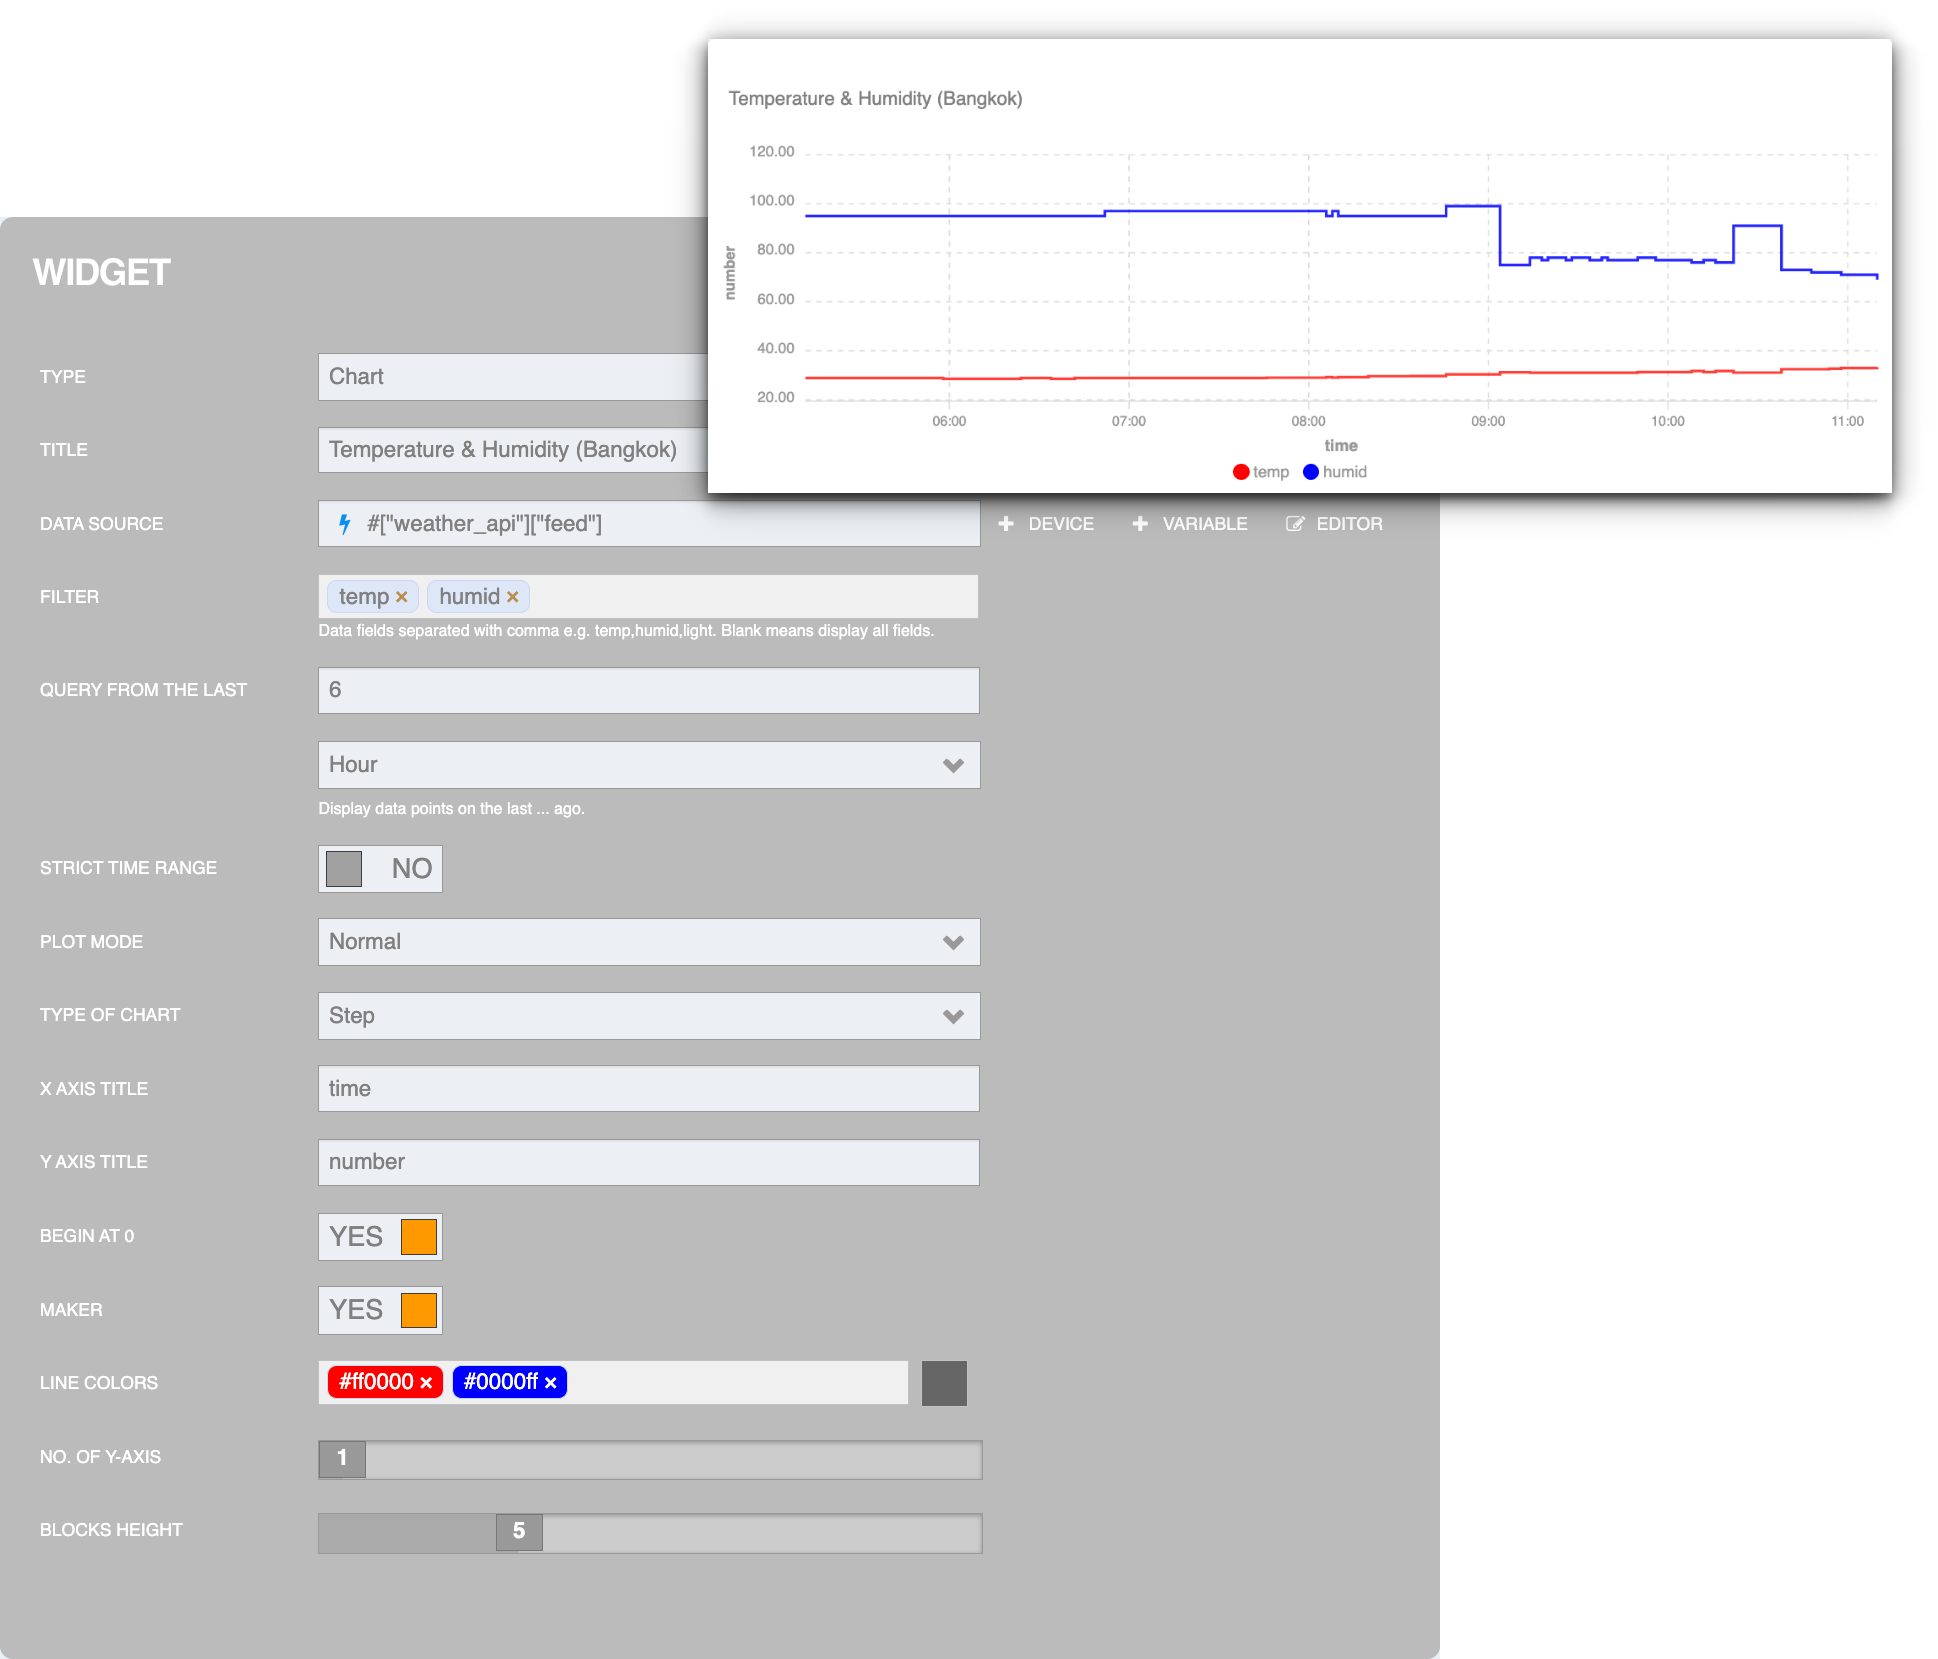 Temperature & Humidity (Bangkok)
120.00
100.00
80.00
60.00
40.00
20.00
number
06:00 07:00 08:00 09:00 10:00 11:00
time
temp humid
WIDGET
TYPE Chart
TITLE Temperature & Humidity (Bangkok)
DATA SOURCE #["weather_api"]["feed"] + DEVICE + VARIABLE EDITOR
FILTER temp × humid ×
Data fields separated with comma e.g. temp,humid,light. Blank means display all fields.
QUERY FROM THE LAST 6
Hour
Display data points on the last ... ago.
STRICT TIME RANGE NO
PLOT MODE Normal
TYPE OF CHART Step
X AXIS TITLE time
Y AXIS TITLE number
BEGIN AT 0 YES
MAKER YES
LINE COLORS #ff0000 × #0000ff ×
NO. OF Y-AXIS 1
BLOCKS HEIGHT 5